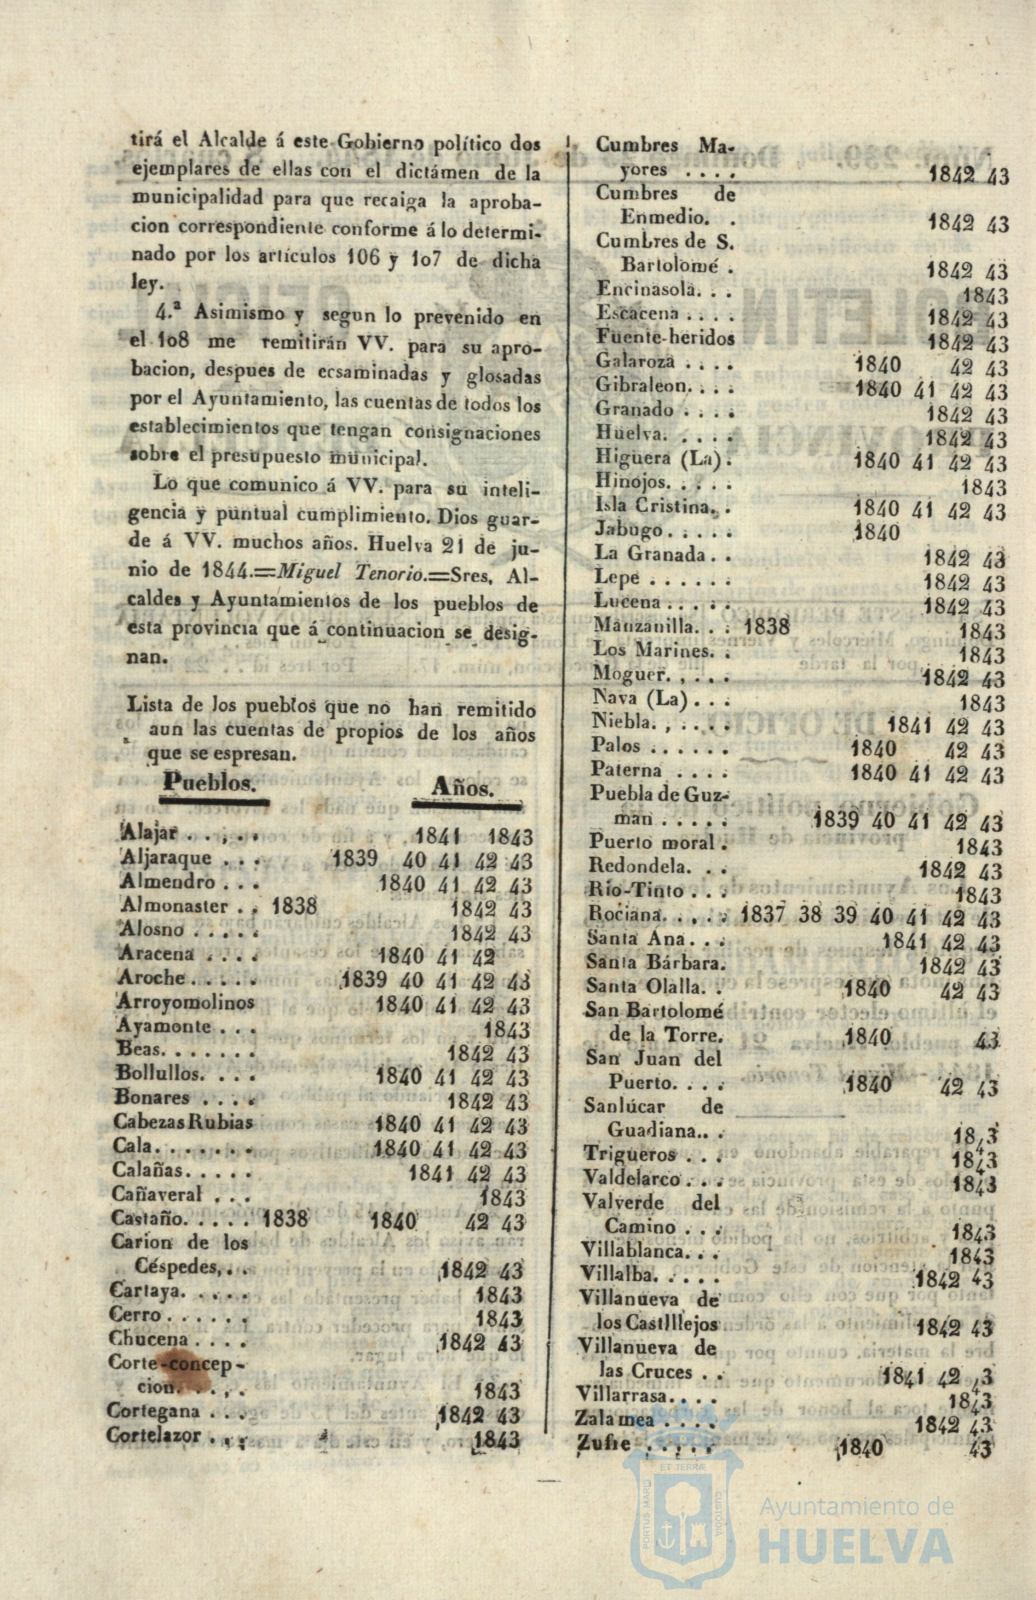 tirá el Alcalde á este Gobierno político dos
ejemplares de ellas con el dictámen de la
municipalidad para que recaiga la aproba-
cion correspondiente conforme á lo determi-
nado por los artículos 106 y 1o7 de dicha
ley.
4.ª Asimismo y segun lo prevenido en
el 1o8 me remitirán VV. para su apro-
bacion, despues de ecsaminadas y glosadas
por el Ayuntamiento, las cuentas de todos los
establecimientos que tengan consignaciones
sobre el presupuesto municipal.
Lo que comunico á VV. para su inteli-
gencia y puntual cumplimiento. Dios guar-
de á VV. muchos años. Huelva 21 de ju-
nio de 1844.=Miguel Tenorio.=Sres. Al-
caldes y Ayuntamientos de los pueblos de
esta provincia que á continuacion se desig-
nan.
Lista de los pueblos que no han remitido
aun las cuentas de propios de los años
que se espresan.
Pueblos. Años.
Alajar . . . . . 1841 1843
Aljaraque . . . 1839 40 41 42 43
Almendro . . . 1840 41 42 43
Almonaster . . 1838 1842 43
Alosno . . . . . 1842 43
Aracena . . . . 1840 41 42
Aroche . . . . . 1839 40 41 42 43
Arroyomolinos 1840 41 42 43
Ayamonte . . . 1843
Beas. . . . . . . 1842 43
Bollullos. . . . 1840 41 42 43
Bonares . . . . 1842 43
Cabezas Rubias 1840 41 42 43
Cala. . . . . . . 1840 41 42 43
Calañas. . . . . 1841 42 43
Cañaveral . . . 1843
Castaño. . . . . 1838 1840 42 43
Carion de los
Céspedes, . . 1842 43
Cartaya. . . . . 1843
Cerro . . . . . . 1843
Chucena . . . . 1842 43
Corte-concep-
cion. . . . . 1843
Cortegana . . . 1842 43
Cortelazor . . . 1843
Cumbres Ma-
yores . . . . 1842 43
Cumbres de
Enmedio. . 1842 43
Cumbres de S.
Bartolomé . 1842 43
Encinasola. . . 1843
Escacena . . . . 1842 43
Fuente-heridos 1842 43
Galaroza . . . . 1840 42 43
Gibraleon. . . . 1840 41 42 43
Granado . . . . 1842 43
Huelva. . . . . 1842 43
Higuera (La) . 1840 41 42 43
Hinojos. . . . . 1843
Isla Cristina. . 1840 41 42 43
Jabugo . . . . . 1840
La Granada . . 1842 43
Lepe . . . . . . 1842 43
Lucena . . . . . 1842 43
Manzanilla. . . 1838 1843
Los Marines. . 1843
Moguer. . . . . 1842 43
Nava (La) . . . 1843
Niebla. . . . . . 1841 42 43
Palos . . . . . . 1840 42 43
Paterna . . . . 1840 41 42 43
Puebla de Guz-
man . . . . . 1839 40 41 42 43
Puerto moral . 1843
Redondela. . . 1842 43
Rio-Tinto . . . 1843
Rociana. . . . . 1837 38 39 40 41 42 43
Santa Ana. . . 1841 42 43
Santa Bárbara. 1842 43
Santa Olalla. . 1840 42 43
San Bartolomé
de la Torre. 1840 43
San Juan del
Puerto. . . . 1840 42 43
Sanlúcar de
Guadiana.. . 1843
Trigueros . . . 1843
Valdelarco . . . 1843
Valverde del
Camino . . . 1843
Villablanca. . . 1843
Villalba. . . . . 1842 43
Villanueva de
los Castlllejos 1842 43
Villanueva de
las Cruces . . 1841 42 43
Villarrasa. . . . 1843
Zalamea . . . . 1842 43
Zufre . . . . . 1840 43
PORTUS MARIS
ET TERRÆ
CUSTODIA
Ayuntamiento de
HUELVA